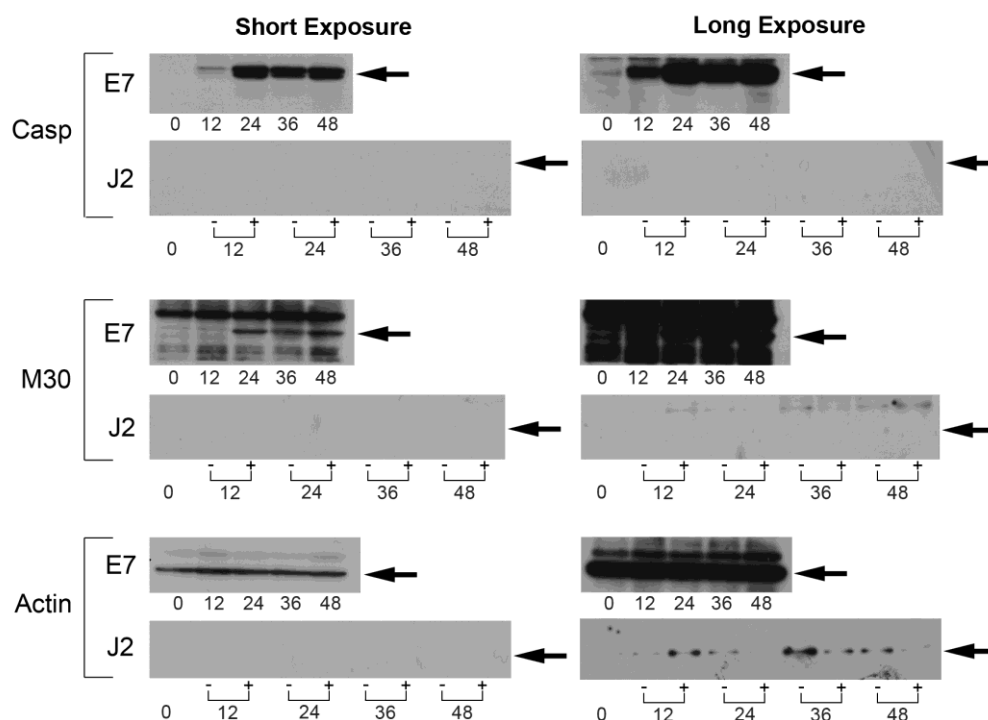 Short Exposure Long Exposure
E7
0 12 24 36 48 0 12 24 36 48
Casp
J2
- + - + - + - + - + - + - + - +
0 12 24 36 48 0 12 24 36 48
E7
0 12 24 36 48 0 12 24 36 48
M30
J2
- + - + - + - + - + - + - + - +
0 12 24 36 48 0 12 24 36 48
E7
0 12 24 36 48 0 12 24 36 48
Actin
J2
- + - + - + - + - + - + - + - +
0 12 24 36 48 0 12 24 36 48